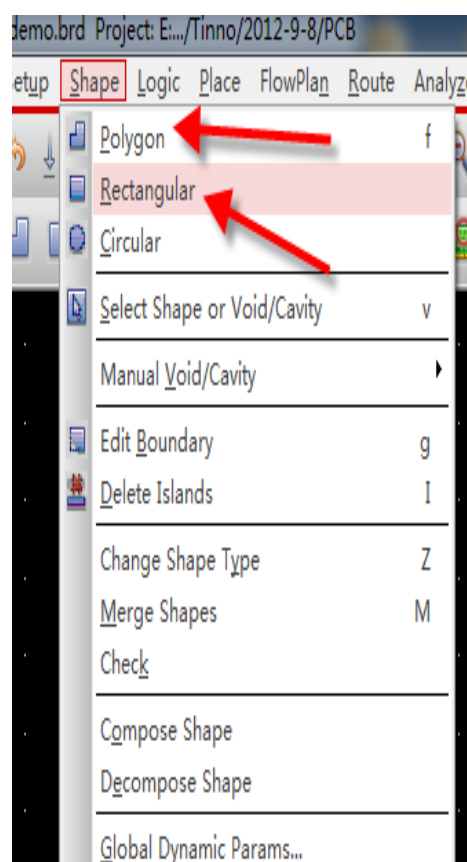 demo.brd Project: E:.../Tinno/2012-9-8/PCB
etup Shape Logic Place FlowPlan Route Analyze
Polygon f
Rectangular
Circular
Select Shape or Void/Cavity v
Manual Void/Cavity
Edit Boundary g
Delete Islands I
Change Shape Type Z
Merge Shapes M
Check
Compose Shape
Decompose Shape
Global Dynamic Params...